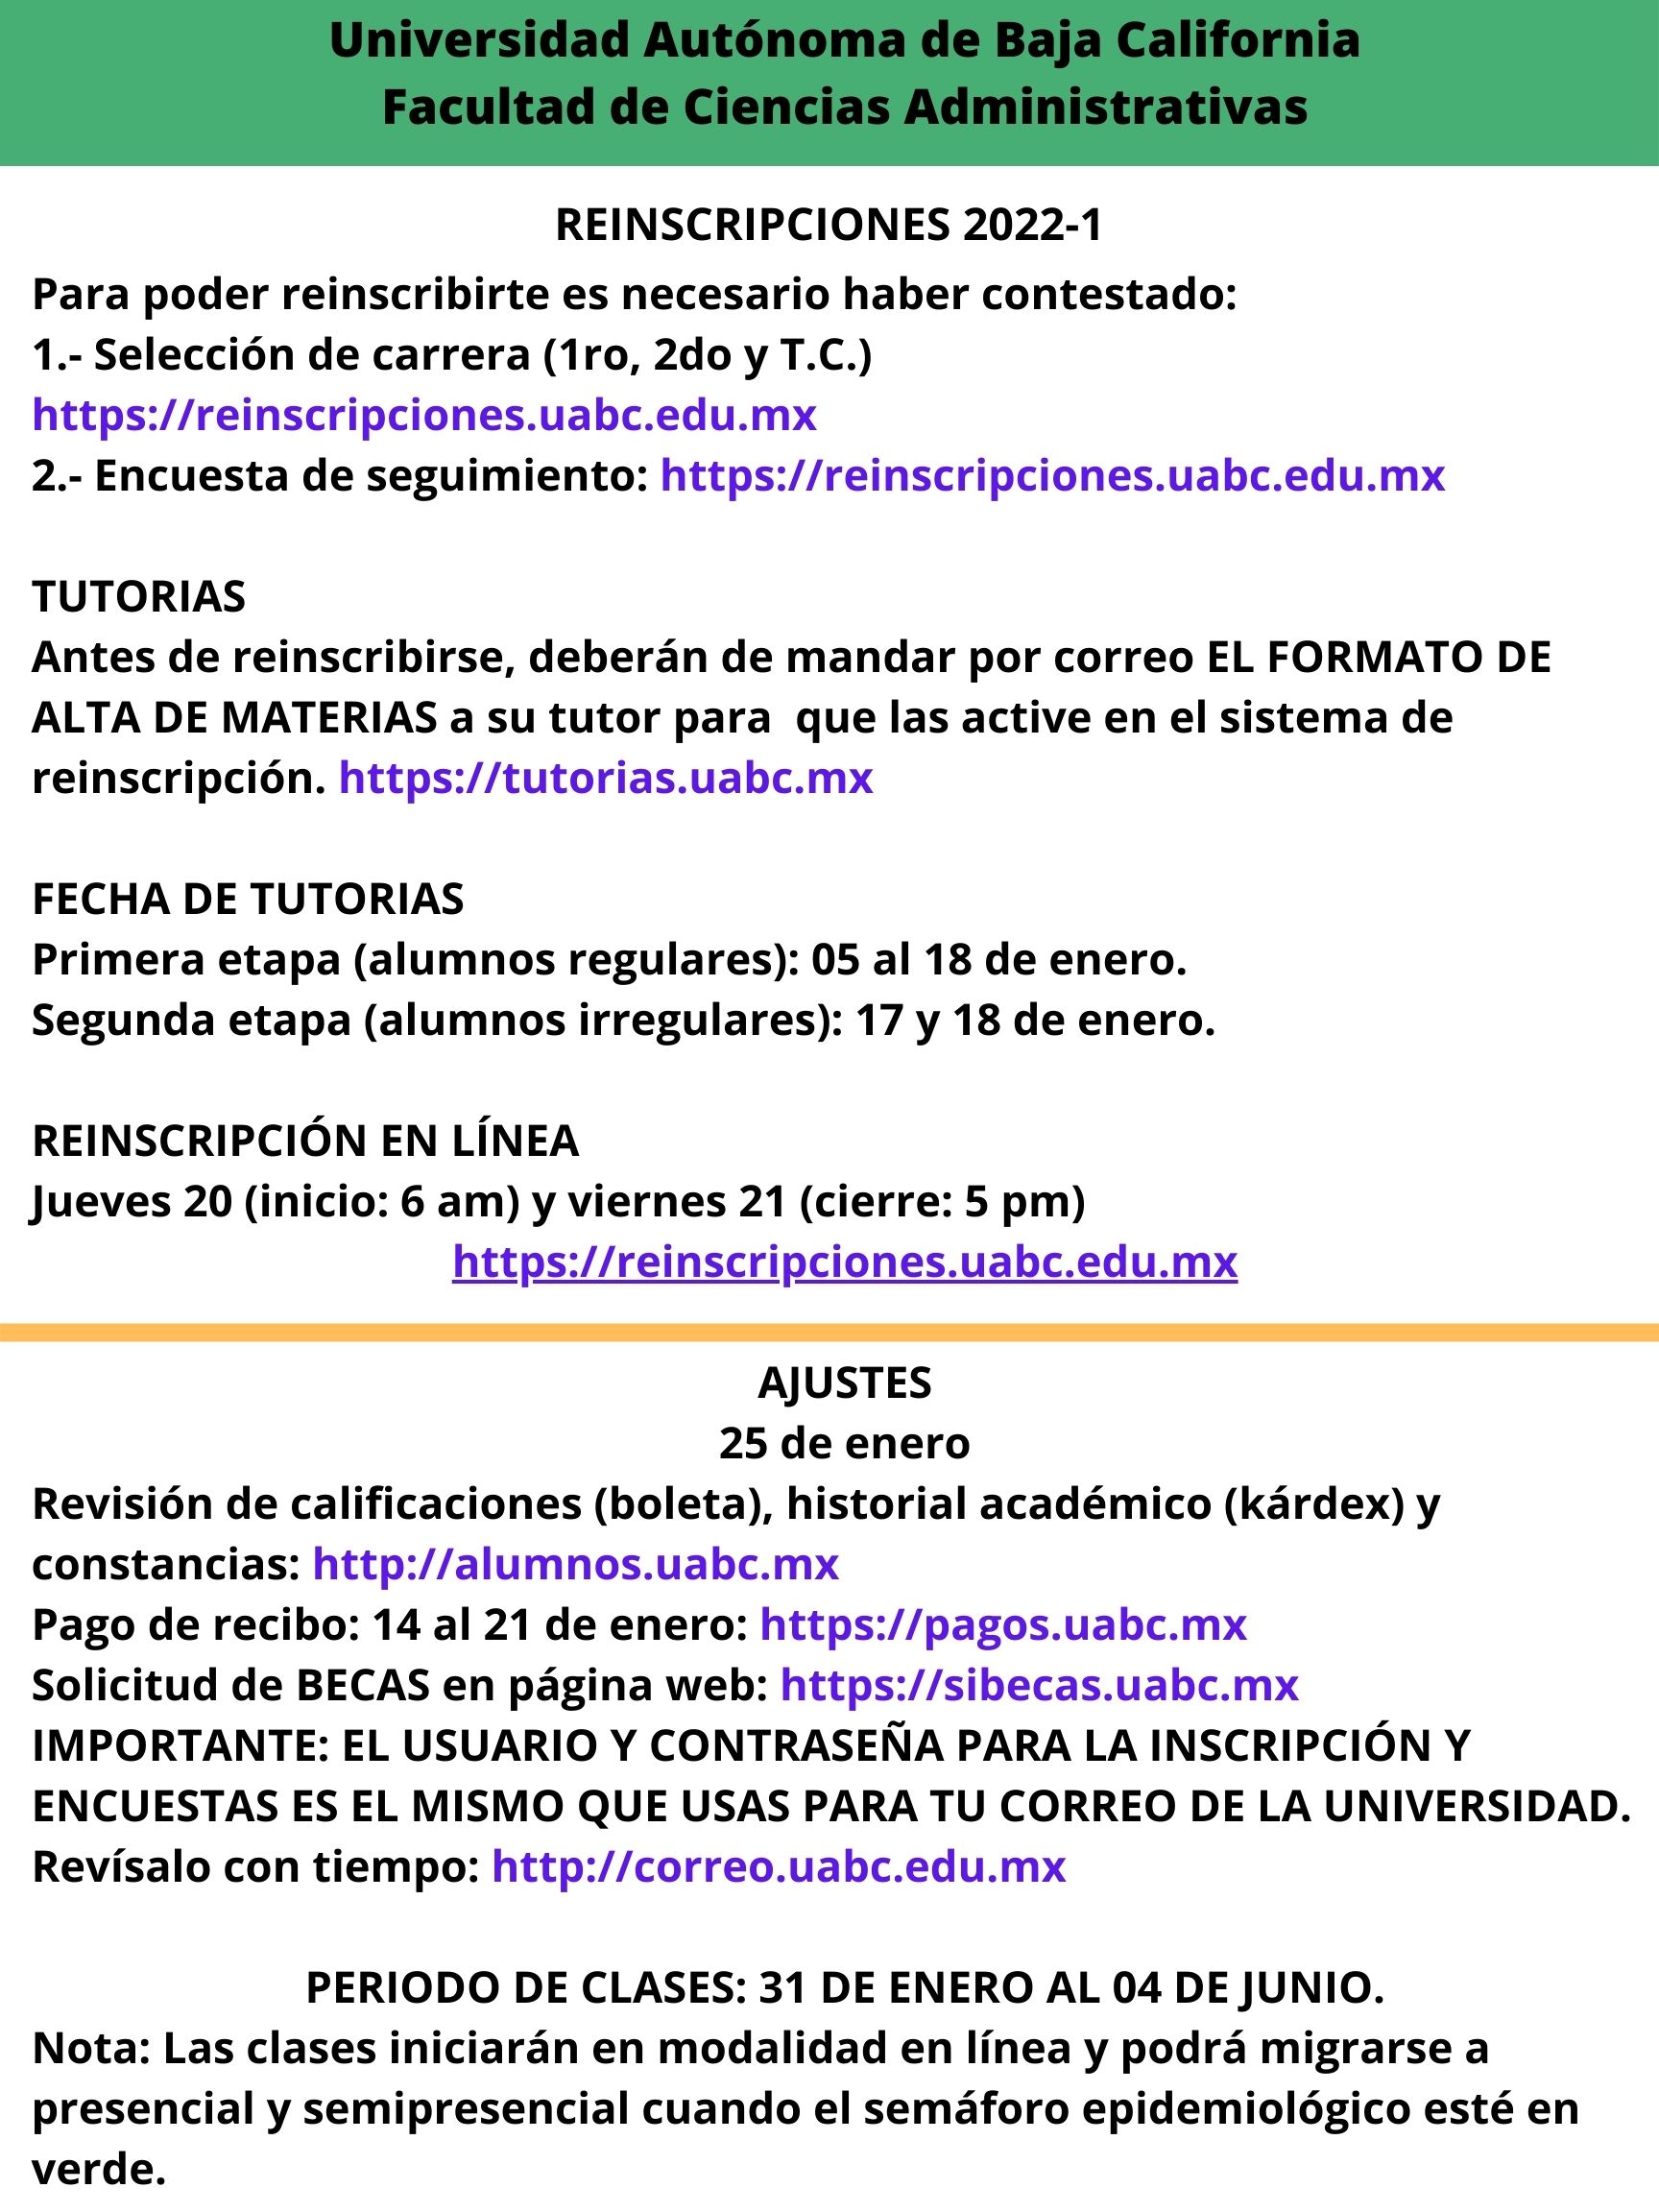 Universidad Autónoma de Baja California
Facultad de Ciencias Administrativas
REINSCRIPCIONES 2022-1
Para poder reinscribirte es necesario haber contestado:
1.- Selección de carrera (1ro, 2do y T.C.)
https://reinscripciones.uabc.edu.mx
2.- Encuesta de seguimiento: https://reinscripciones.uabc.edu.mx
TUTORIAS
Antes de reinscribirse, deberán de mandar por correo EL FORMATO DE
ALTA DE MATERIAS a su tutor para  que las active en el sistema de
reinscripción. https://tutorias.uabc.mx
FECHA DE TUTORIAS
Primera etapa (alumnos regulares): 05 al 18 de enero.
Segunda etapa (alumnos irregulares): 17 y 18 de enero.
REINSCRIPCIÓN EN LÍNEA
Jueves 20 (inicio: 6 am) y viernes 21 (cierre: 5 pm)
https://reinscripciones.uabc.edu.mx
AJUSTES
25 de enero
Revisión de calificaciones (boleta), historial académico (kárdex) y
constancias: http://alumnos.uabc.mx
Pago de recibo: 14 al 21 de enero: https://pagos.uabc.mx
Solicitud de BECAS en página web: https://sibecas.uabc.mx
IMPORTANTE: EL USUARIO Y CONTRASEÑA PARA LA INSCRIPCIÓN Y
ENCUESTAS ES EL MISMO QUE USAS PARA TU CORREO DE LA UNIVERSIDAD.
Revísalo con tiempo: http://correo.uabc.edu.mx
PERIODO DE CLASES: 31 DE ENERO AL 04 DE JUNIO.
Nota: Las clases iniciarán en modalidad en línea y podrá migrarse a
presencial y semipresencial cuando el semáforo epidemiológico esté en
verde.